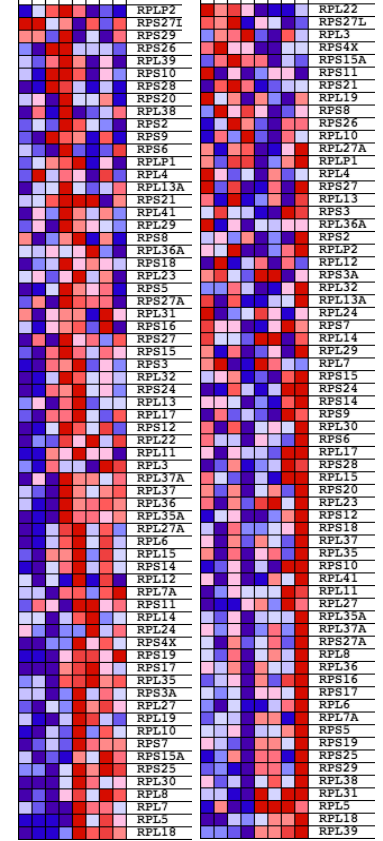 RPLP2
RPS27I
RPS29
RPS26
RPL39
RPS10
RPS28
RPS20
RPL38
RPS2
RPS9
RPS6
RPLP1
RPL4
RPL13A
RPS21
RPL41
RPL29
RPS8
RPL36A
RPS18
RPL23
RPS5
RPS27A
RPL31
RPS16
RPS27
RPS15
RPS3
RPL32
RPS24
RPL13
RPL17
RPS12
RPL22
RPL11
RPL3
RPL37A
RPL37
RPL36
RPL35A
RPL27A
RPL6
RPL15
RPS14
RPL12
RPL7A
RPS11
RPL14
RPL24
RPS4X
RPS19
RPS17
RPL35
RPS3A
RPL27
RPL19
RPL10
RPS7
RPS15A
RPS25
RPL30
RPL8
RPL7
RPL5
RPL18
RPL22
RPS27L
RPL3
RPS4X
RPS15A
RPS11
RPS21
RPL19
RPS8
RPS26
RPL10
RPL27A
RPLP1
RPL4
RPS27
RPL13
RPS3
RPL36A
RPS2
RPLP2
RPL12
RPS3A
RPL32
RPL13A
RPL24
RPS7
RPL14
RPL29
RPL7
RPS15
RPS24
RPS14
RPS9
RPL30
RPS6
RPL17
RPS28
RPL15
RPS20
RPL23
RPS12
RPS18
RPL37
RPL35
RPS10
RPL41
RPL11
RPL27
RPL35A
RPL37A
RPS27A
RPL8
RPL36
RPS16
RPS17
RPL6
RPL7A
RPS5
RPS19
RPS25
RPS29
RPL38
RPL31
RPL5
RPL18
RPL39